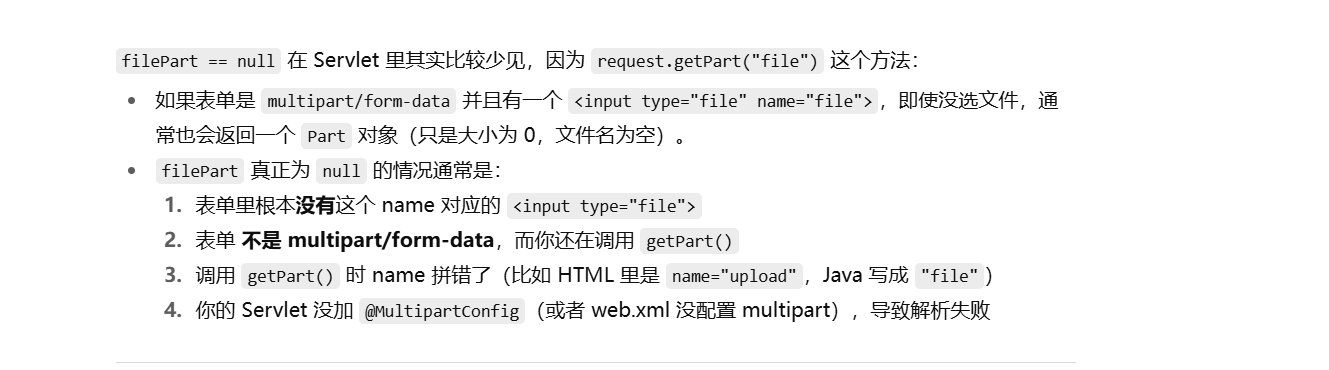 filePart == null 在 Servlet 里其实比较少见，因为 request.getPart("file") 这个方法：
• 如果表单是 multipart/form-data 并且有一个 <input type="file" name="file">，即使没选文件，通
常也会返回一个 Part 对象（只是大小为 0，文件名为空）。
• filePart 真正为 null 的情况通常是：
1. 表单里根本没有这个 name 对应的 <input type="file">
2. 表单 不是 multipart/form-data，而你还在调用 getPart()
3. 调用 getPart() 时 name 拼错了（比如 HTML 里是 name="upload"，Java 写成 "file"）
4. 你的 Servlet 没加 @MultipartConfig（或者 web.xml 没配置 multipart），导致解析失败